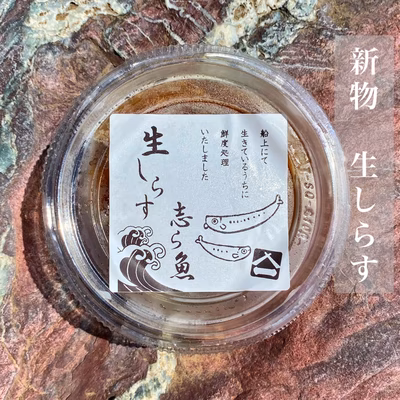 新物 生しらす
船上にて
生きているうちに
鮮度処理
いたしました
生しらす
志ら魚